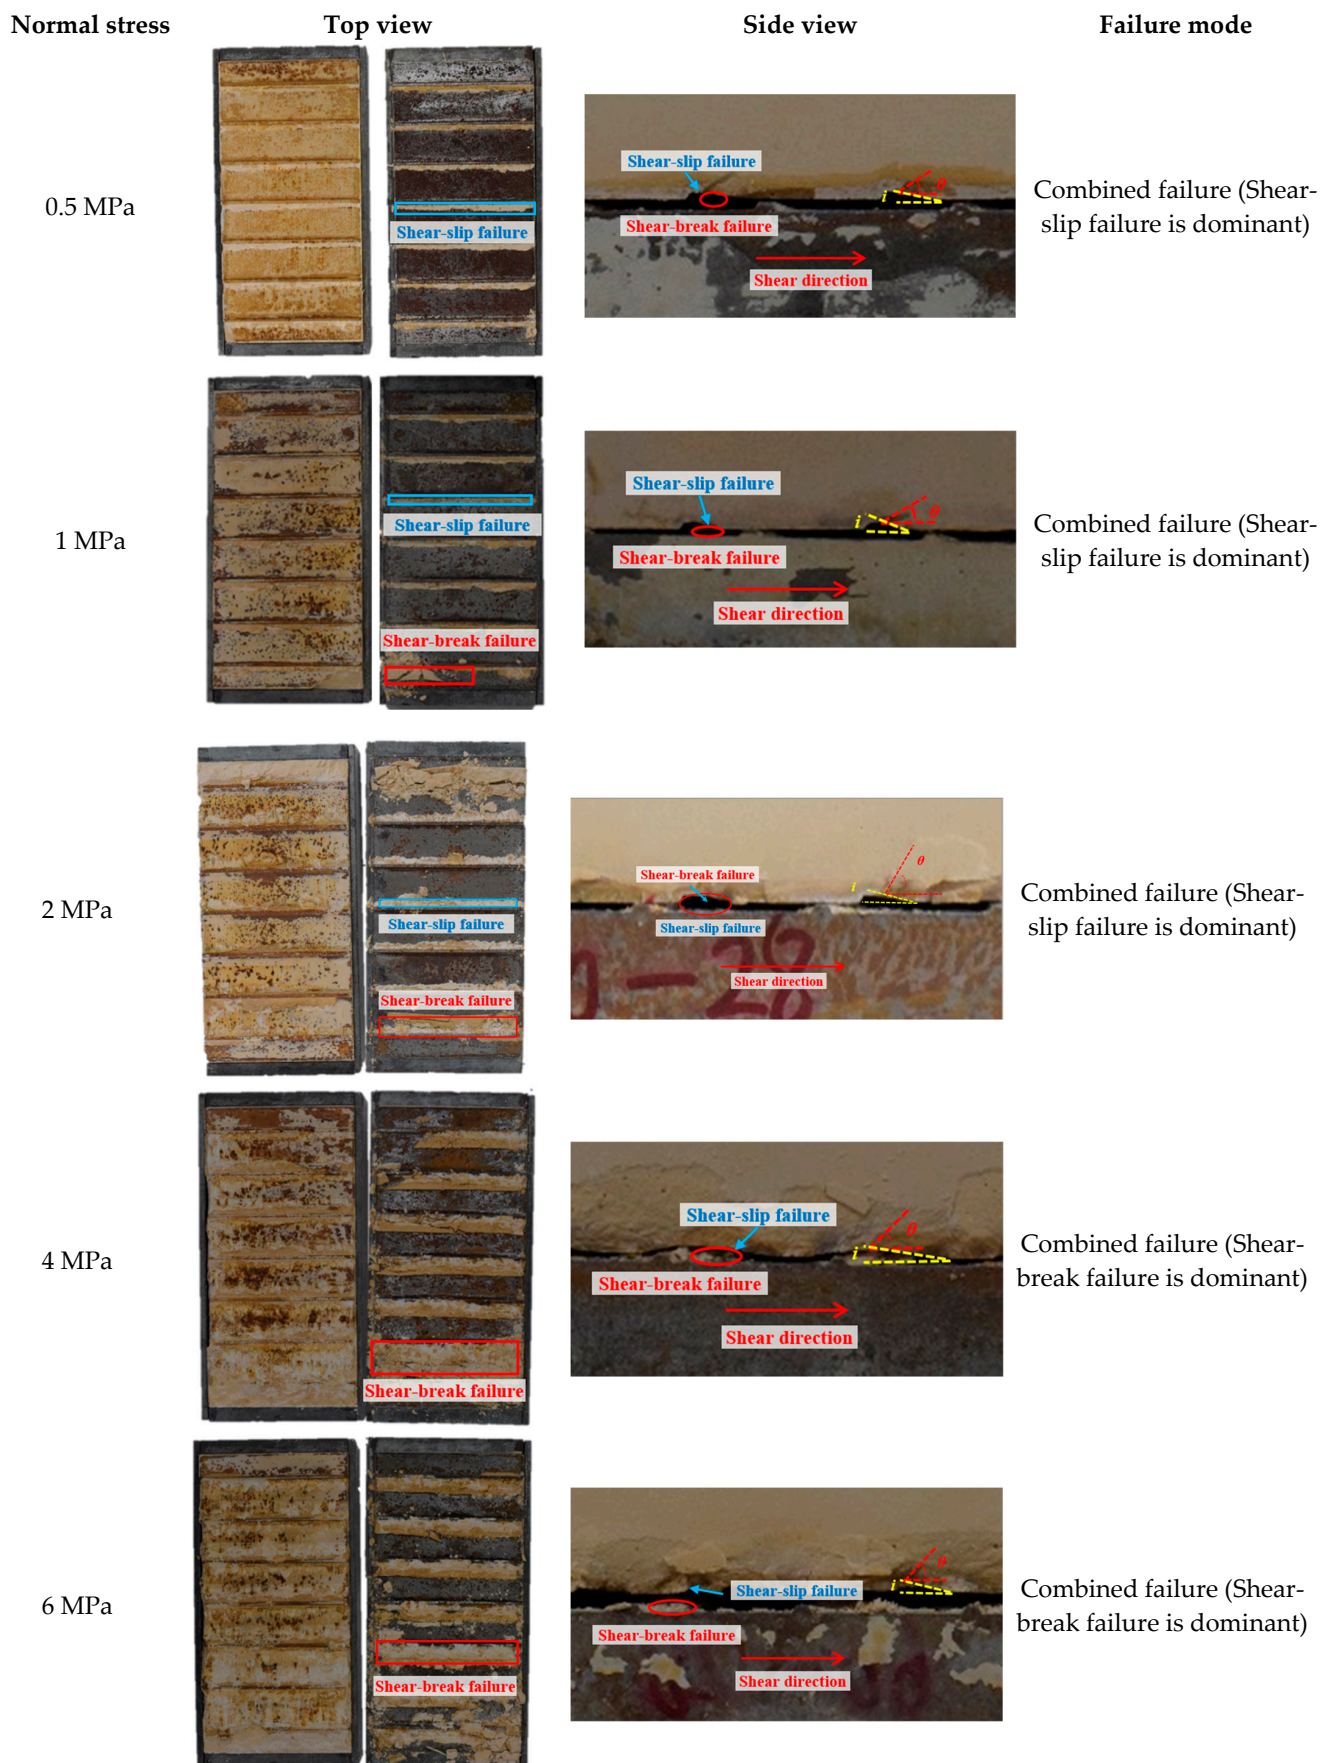 Normal stress
Top view
Side view
Failure mode
0.5 MPa
Shear-slip failure
Shear-slip failure
Shear-break failure
i
θ
Shear direction
Combined failure (Shear-
slip failure is dominant)
1 MPa
Shear-slip failure
Shear-break failure
Shear-slip failure
Shear-break failure
i
θ
Shear direction
Combined failure (Shear-
slip failure is dominant)
2 MPa
Shear-slip failure
Shear-break failure
Shear-break failure
Shear-slip failure
i
θ
Shear direction
Combined failure (Shear-
slip failure is dominant)
4 MPa
Shear-break failure
Shear-slip failure
Shear-break failure
i
θ
Shear direction
Combined failure (Shear-
break failure is dominant)
6 MPa
Shear-break failure
Shear-slip failure
Shear-break failure
i
θ
Shear direction
Combined failure (Shear-
break failure is dominant)